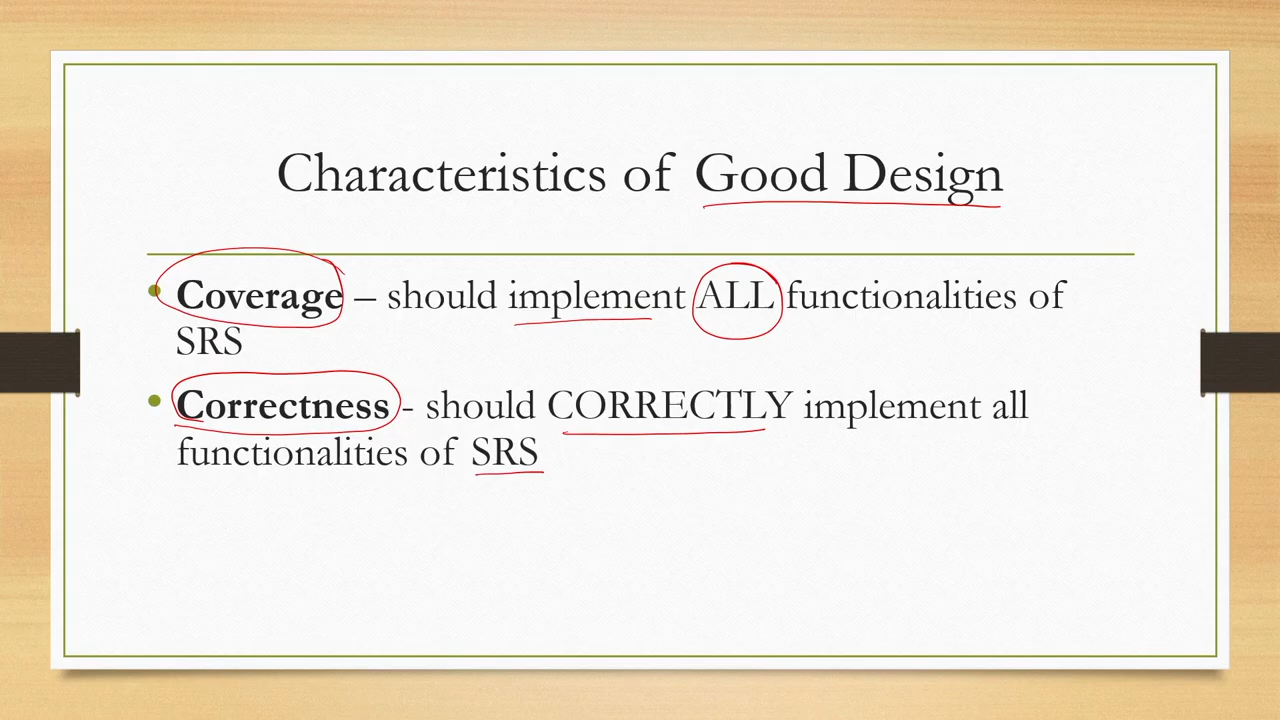 Characteristics of Good Design
• Coverage – should implement ALL functionalities of
SRS
• Correctness - should CORRECTLY implement all
functionalities of SRS